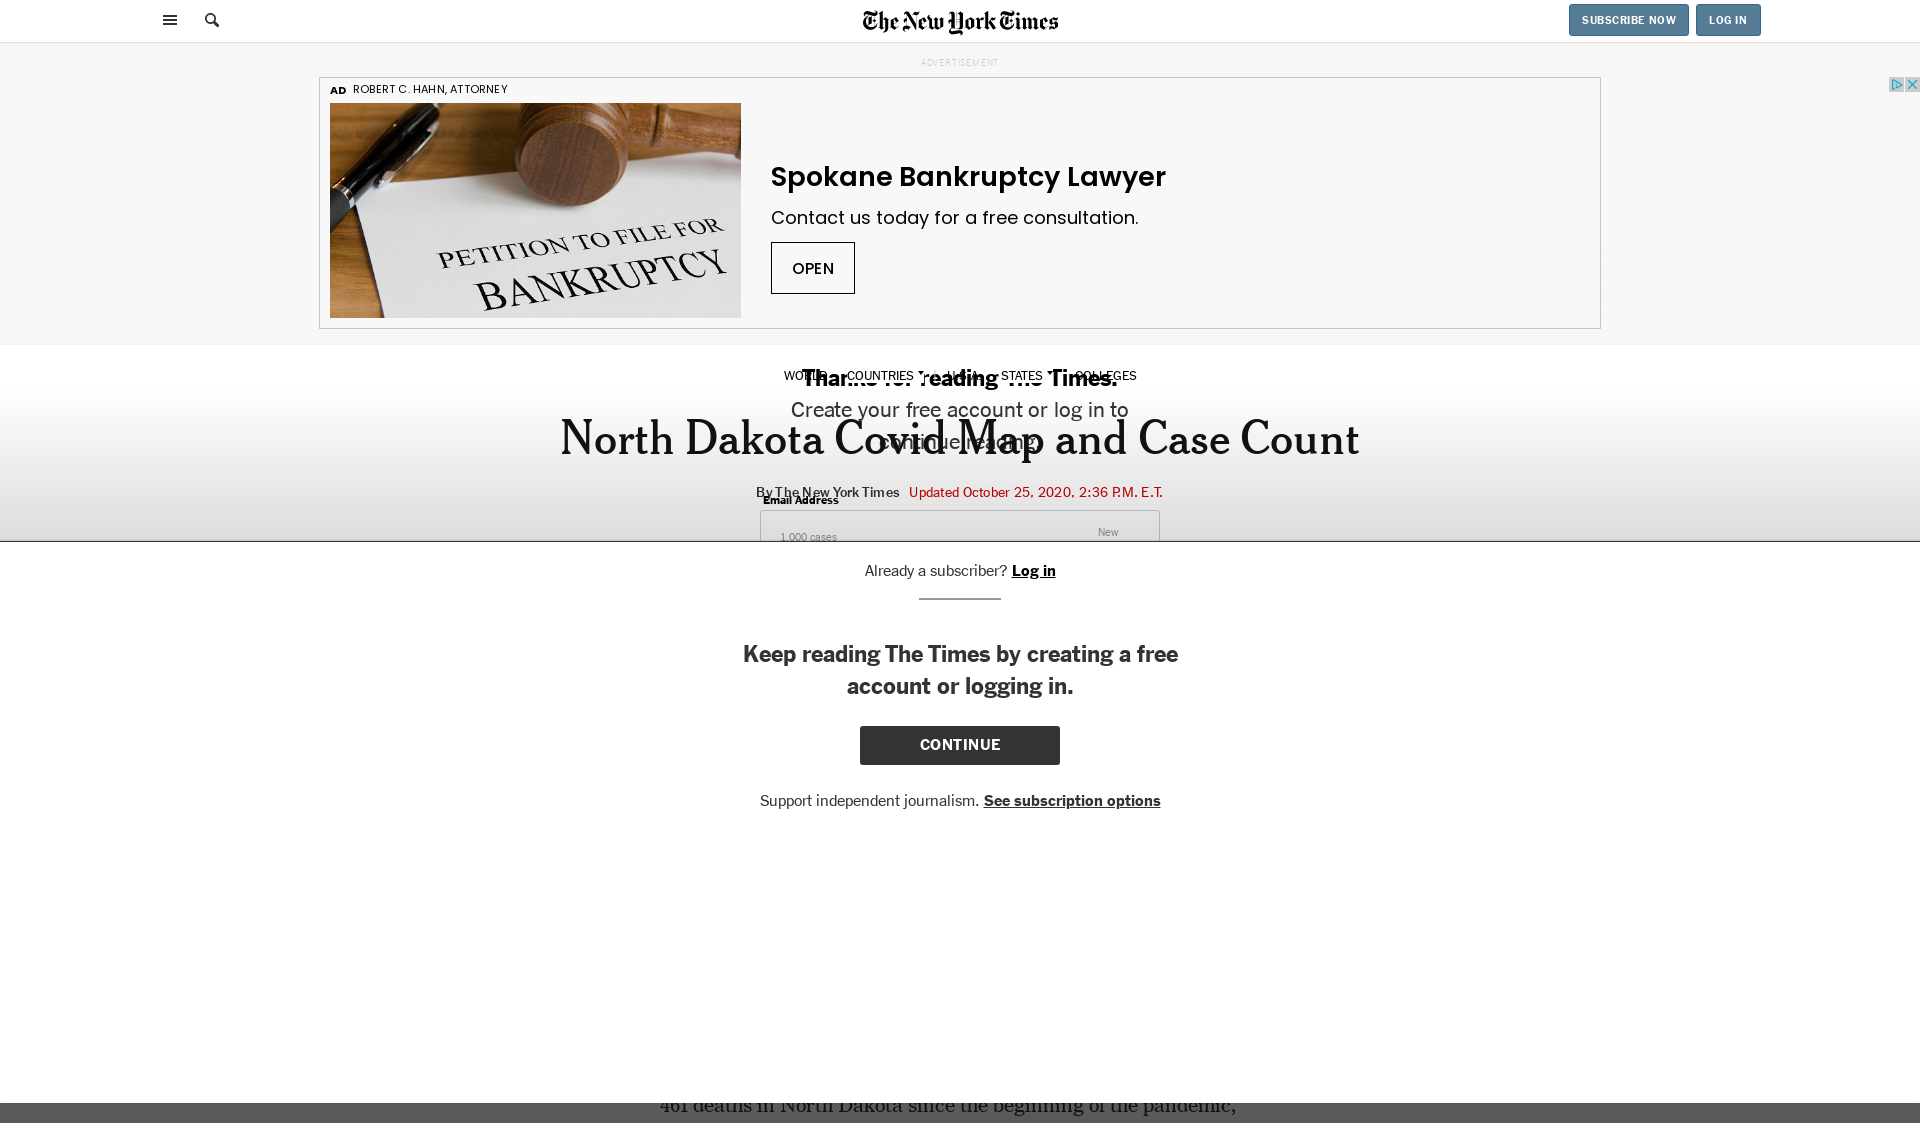 The New York Times
SUBSCRIBE NOW
LOG IN
ADVERTISEMENT
AD ROBERT C. HAHN, ATTORNEY
PETITION TO FILE FOR
BANKRUPTCY
Spokane Bankruptcy Lawyer
Contact us today for a free consultation.
OPEN
WORLD COUNTRIES U.S.A. STATES COLLEGES
Thanks for reading The Times.
Create your free account or log in to
continue reading.
North Dakota Covid Map and Case Count
By The New York Times Updated October 25, 2020, 2:36 P.M. E.T.
Email Address
New
1,000 cases
Already a subscriber? Log in
Keep reading The Times by creating a free
account or logging in.
CONTINUE
Support independent journalism. See subscription options
461 deaths in North Dakota since the beginning of the pandemic,